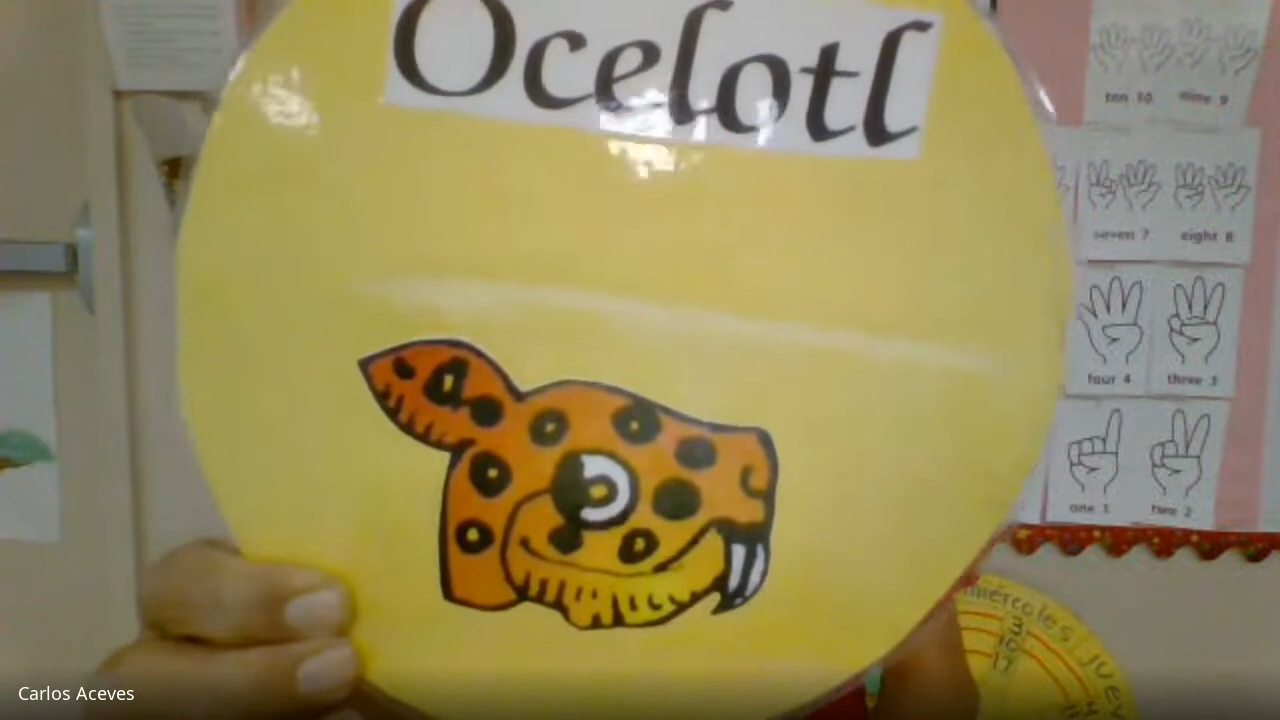 Ocelotl
ten 10 nine 9
seven 7 eight 8
four 4 three 3
one 1 two 2
miércoles juev
Carlos Aceves